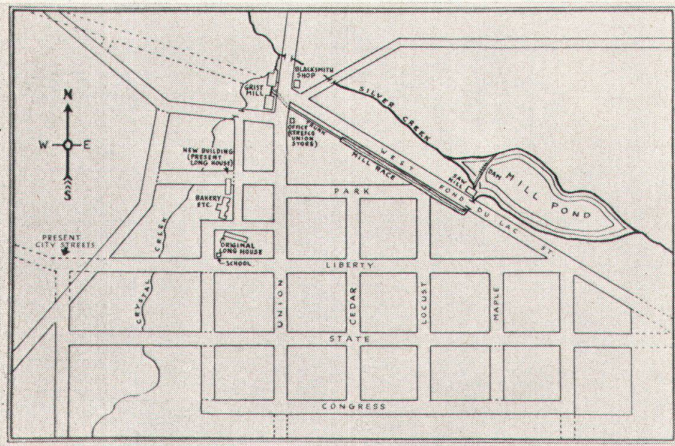 BLACKSMITH
SHOP
GRIST
MILL
SILVER CREEK
N
W E
S
OFFICE
UNION
STORE)
TRUNK
MILL RACE
WEST FOND DU LAC ST.
NEW BUILDING
(PRESENT
LONG HOUSE)
SAW
MILL
DAM
MILL POND
BAKERY
ETC.
PARK
PRESENT
CITY STREETS
ORIGINAL
LONG HOUSE
SCHOOL
LIBERTY
CRYSTAL CREEK
UNION
CEDAR
LOCUST
MAPLE
STATE
CONGRESS